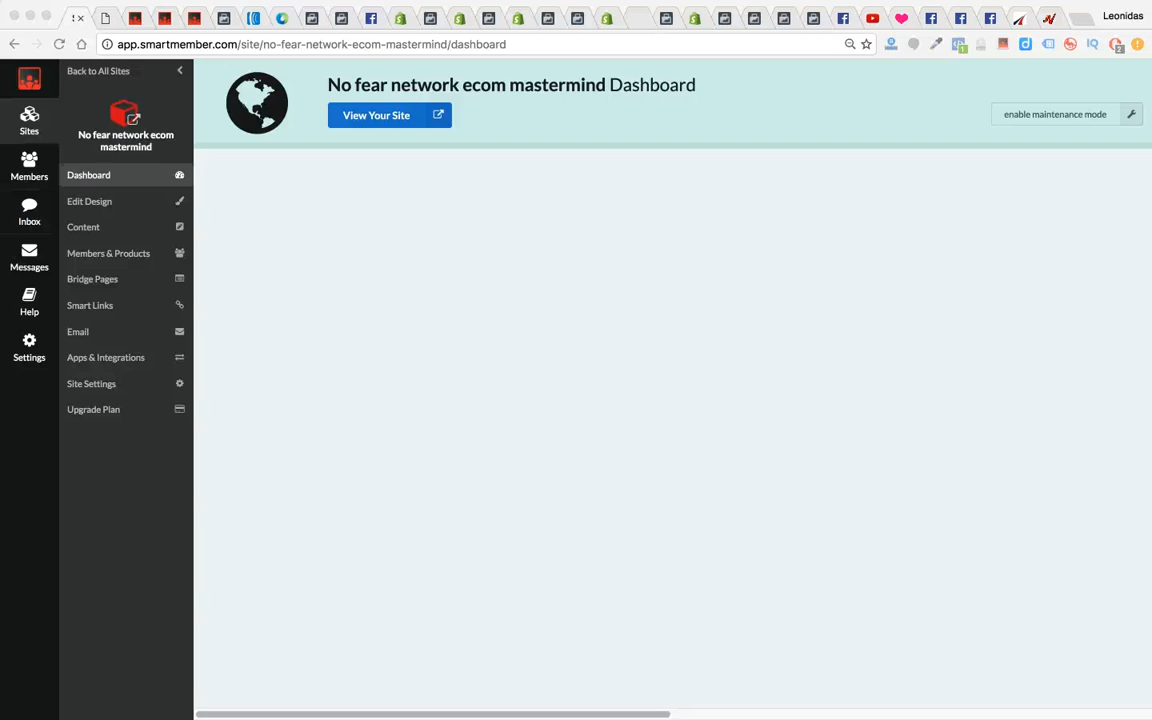 Leonidas
app.smartmember.com/site/no-fear-network-ecom-mastermind/dashboard
Back to All Sites
No fear network ecom mastermind Dashboard
View Your Site
enable maintenance mode
Sites
No fear network ecom
mastermind
Members
Dashboard
Edit Design
Inbox
Content
Members & Products
Messages
Bridge Pages
Help
Smart Links
Email
Settings
Apps & Integrations
Site Settings
Upgrade Plan